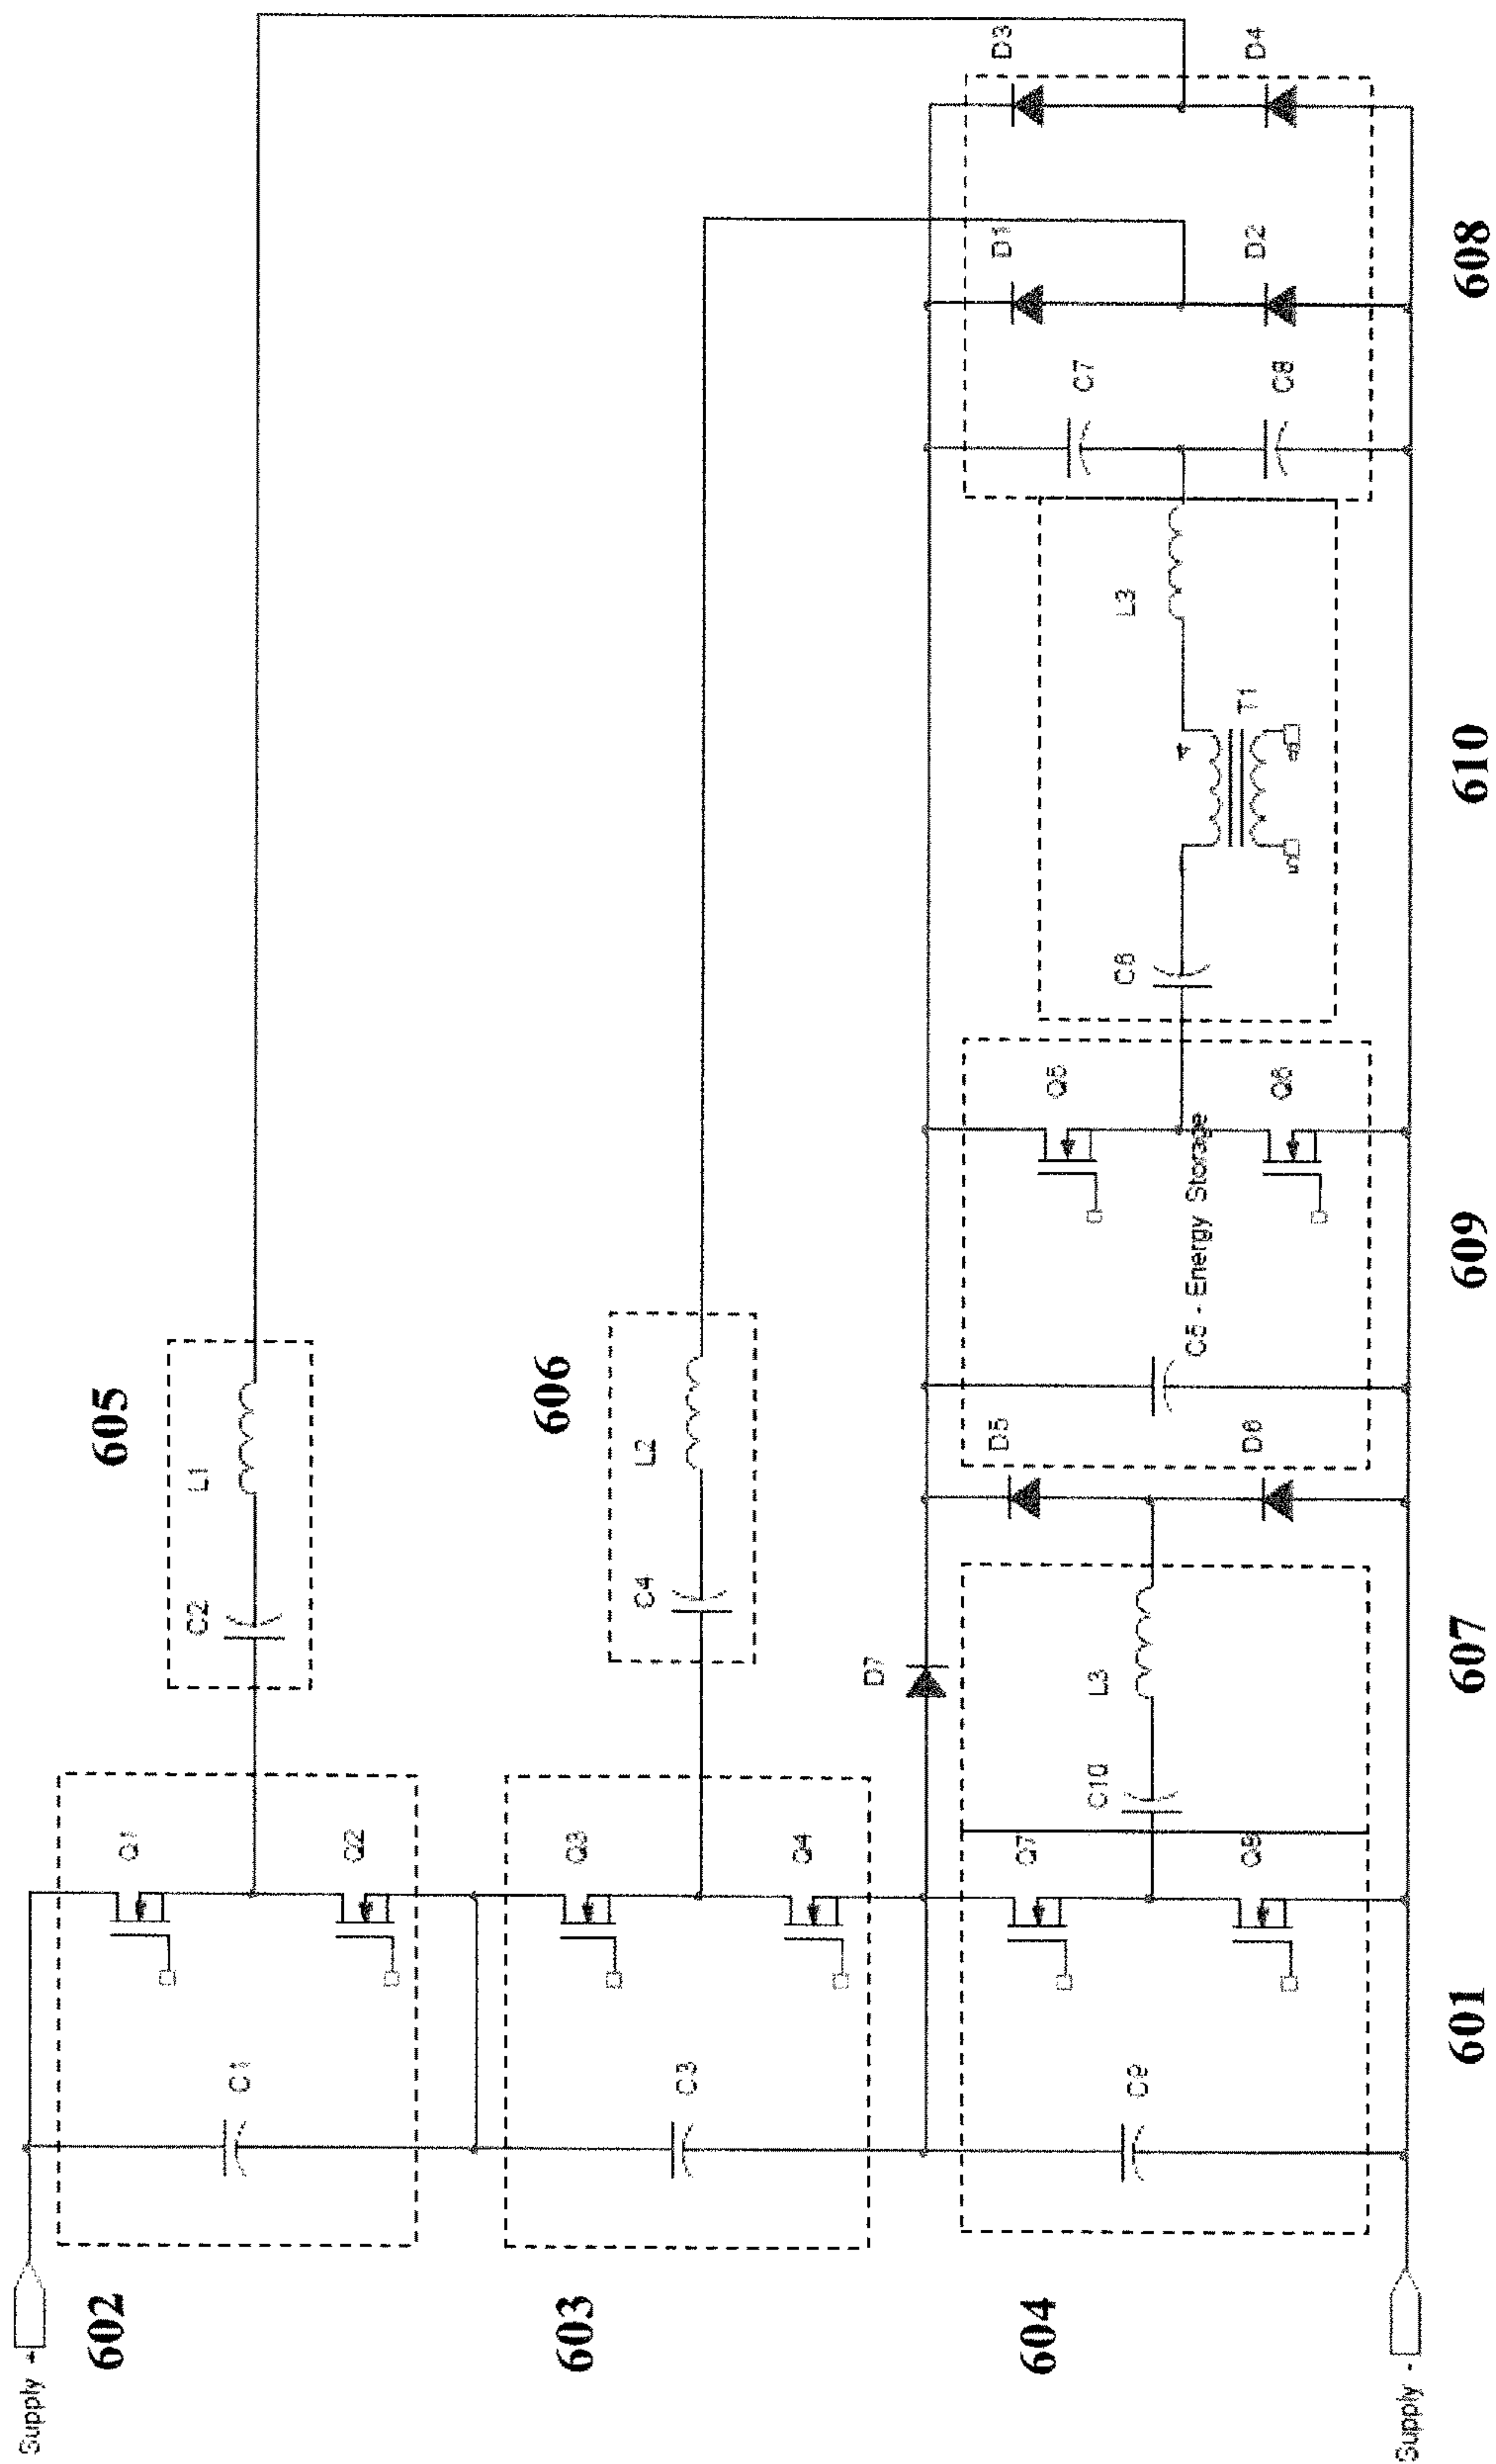 Supply +
602
C1
Q1
Q2
605
C2
L1
603
C3
Q3
Q4
606
C4
L2
D7
604
C9
Q7
Q8
601
C10
L3
607
D5
D6
C5 - Energy Storage
Q5
Q6
609
C6
T1
L3
610
C7
C8
D1
D2
D3
D4
608
Supply -